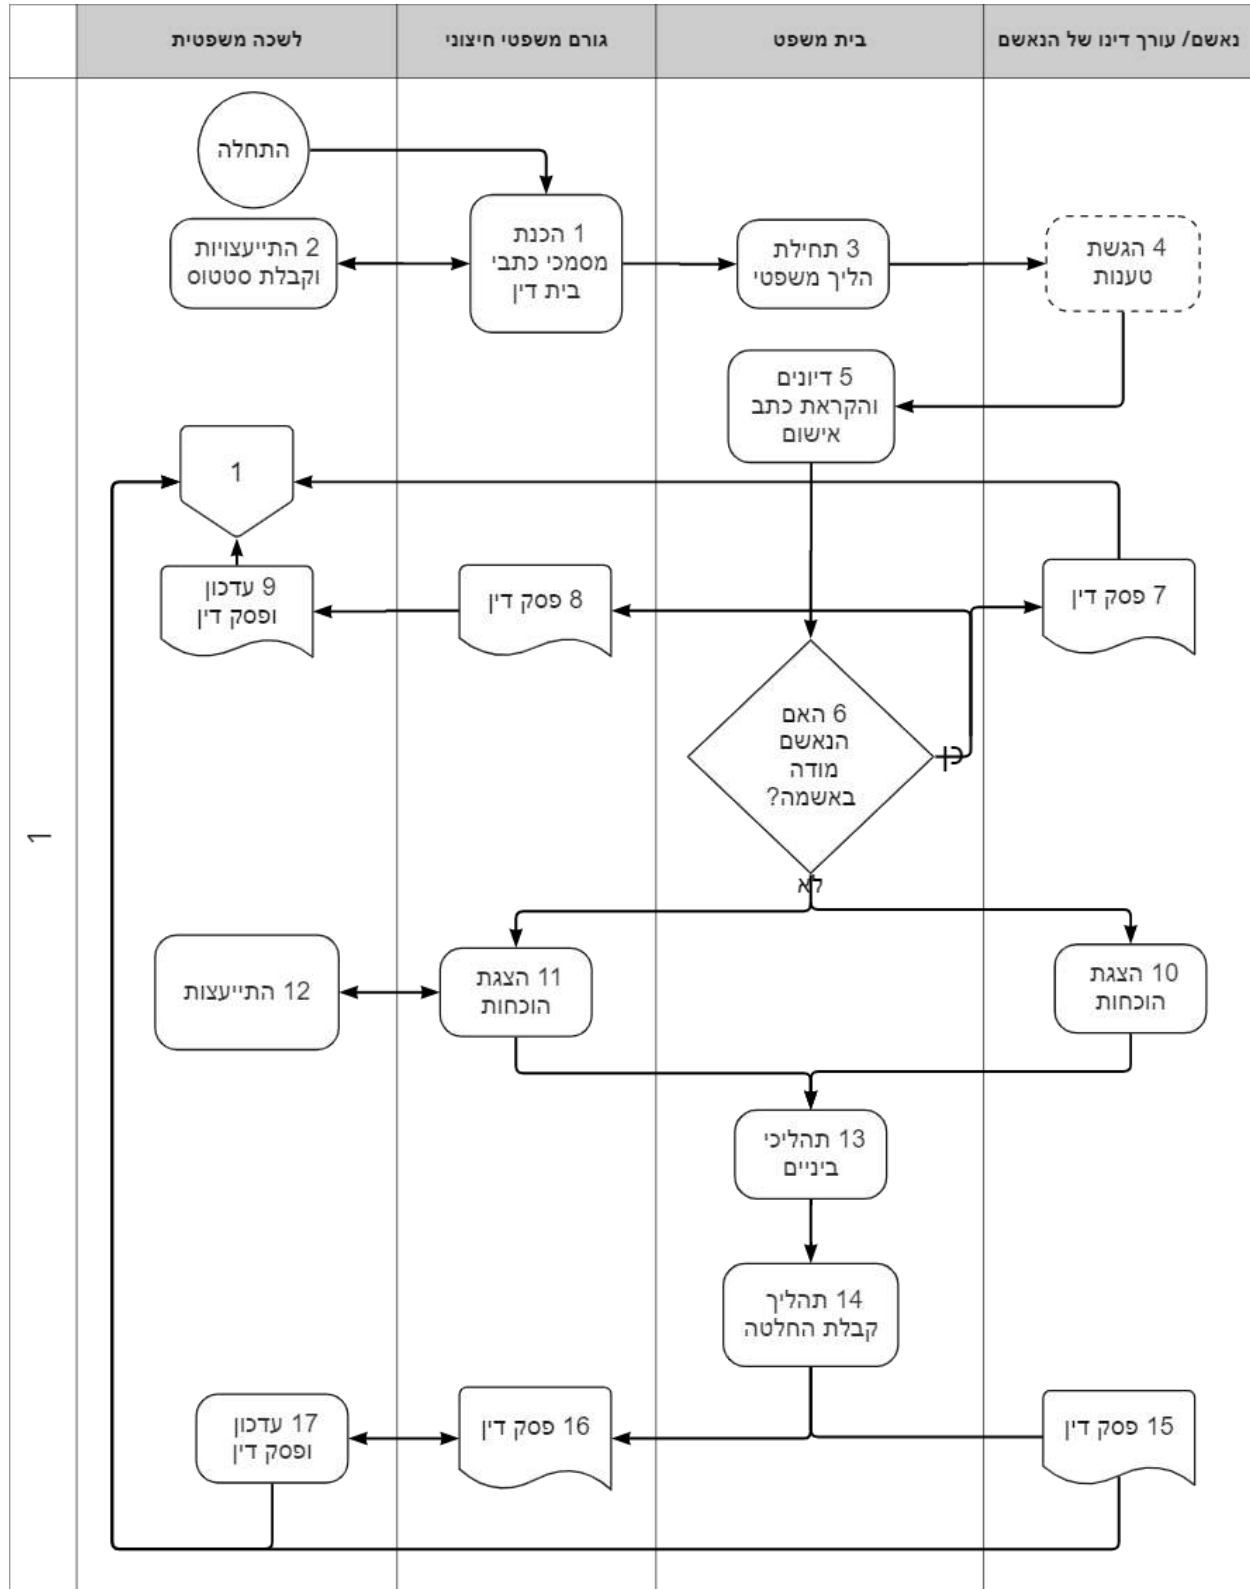 נאשם/ עורך דינו של הנאשם
בית משפט
גורם משפטי חיצוני
לשכה משפטית
1
התחלה
1 הכנת
מסמכי כתבי
בית דין
2 התייעצויות
וקבלת סטטוס
3 תחילת
הליך משפטי
4 הגשת
טענות
5 דיונים
והקראת כתב
אישום
1
6 האם
הנאשם
מודה
באשמה?
כן
לא
7 פסק דין
8 פסק דין
9 עדכון
ופסק דין
10 הצגת
הוכחות
11 הצגת
הוכחות
12 התייעצות
13 תהליכי
ביניים
14 תהליך
קבלת החלטה
15 פסק דין
16 פסק דין
17 עדכון
ופסק דין